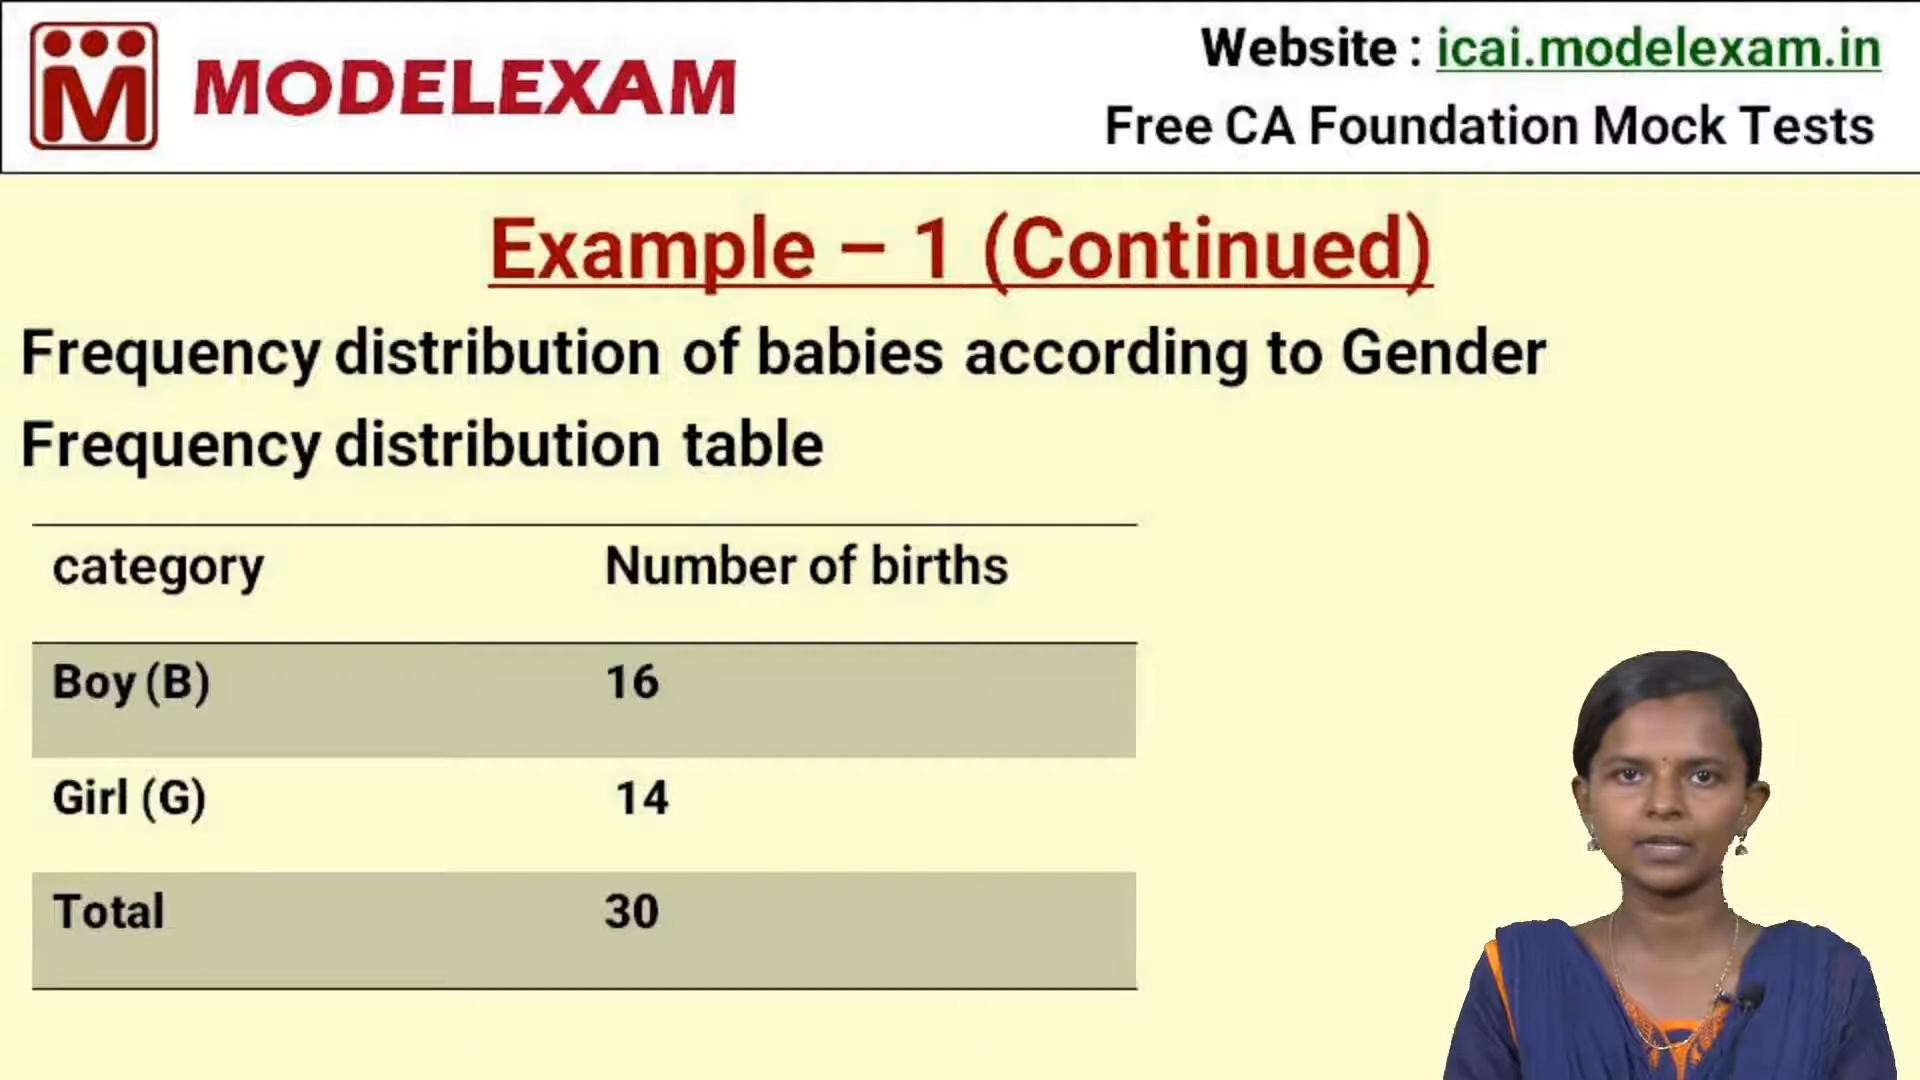 M MODELEXAM
Website : icai.modelexam.in
Free CA Foundation Mock Tests
Example – 1 (Continued)
Frequency distribution of babies according to Gender
Frequency distribution table
category Number of births
Boy (B) 16
Girl (G) 14
Total 30